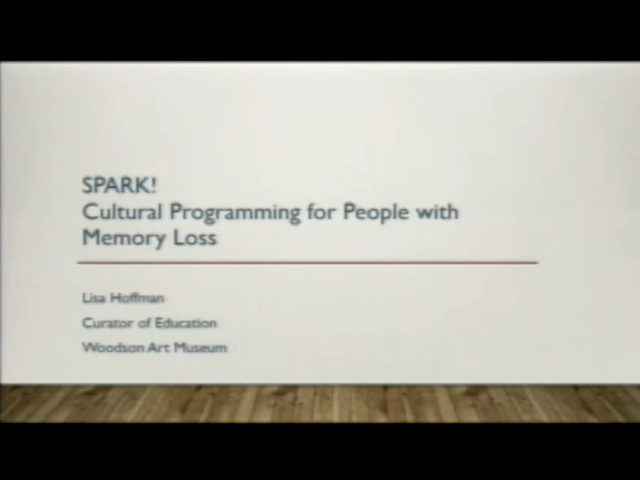 SPARK!
Cultural Programming for People with
Memory Loss
Lisa Hoffman
Curator of Education
Woodson Art Museum